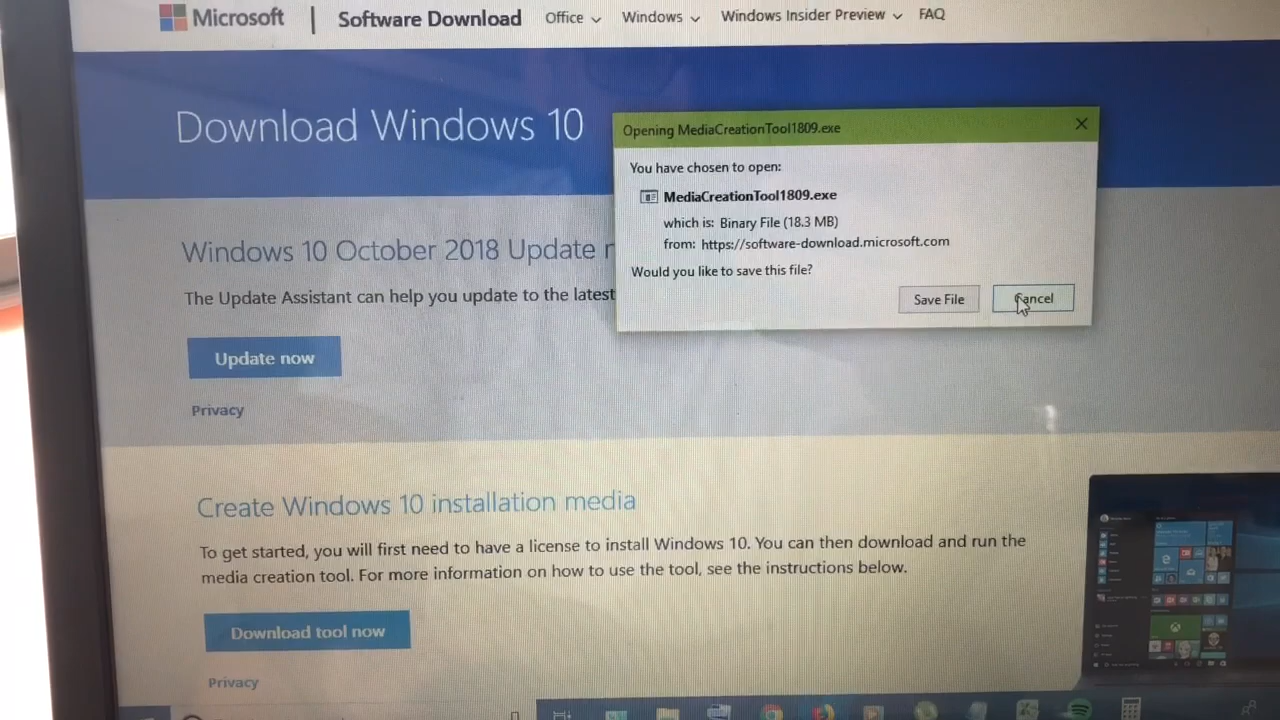 Microsoft | Software Download Office Windows Windows Insider Preview FAQ
Download Windows 10
Opening MediaCreationTool1809.exe
You have chosen to open:
MediaCreationTool1809.exe
which is: Binary File (18.3 MB)
from: https://software-download.microsoft.com
Would you like to save this file?
Save File Cancel
Windows 10 October 2018 Update
The Update Assistant can help you update to the latest
Update now
Privacy
Create Windows 10 installation media
To get started, you will first need to have a license to install Windows 10. You can then download and run the
media creation tool. For more information on how to use the tool, see the instructions below.
Download tool now
Privacy